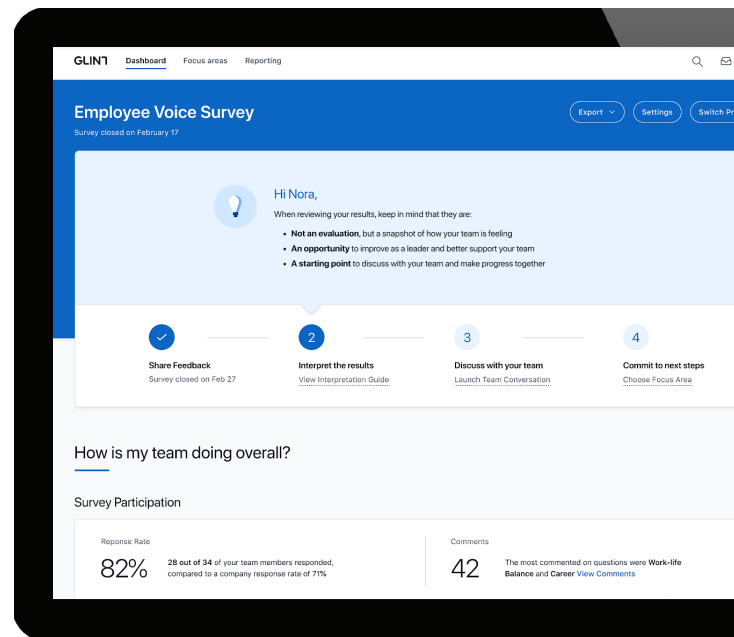 GLINT
Dashboard
Focus areas
Reporting
Employee Voice Survey
Survey closed on February 17
Export
Settings
Switch Pr
Hi Nora,
When reviewing your results, keep in mind that they are:
• Not an evaluation, but a snapshot of how your team is feeling
• An opportunity to improve as a leader and better support your team
• A starting point to discuss with your team and make progress together
2
3
4
Share Feedback
Interpret the results
Discuss with your team
Commit to next steps
Survey closed on Feb 27
View Interpretation Guide
Launch Team Conversation
Choose Focus Area
How is my team doing overall?
Survey Participation
Reponse Rate
82%
28 out of 34 of your team members responded,
compared to a company response rate of 71%
Comments
42
The most commented on questions were Work-life
Balance and Career View Comments